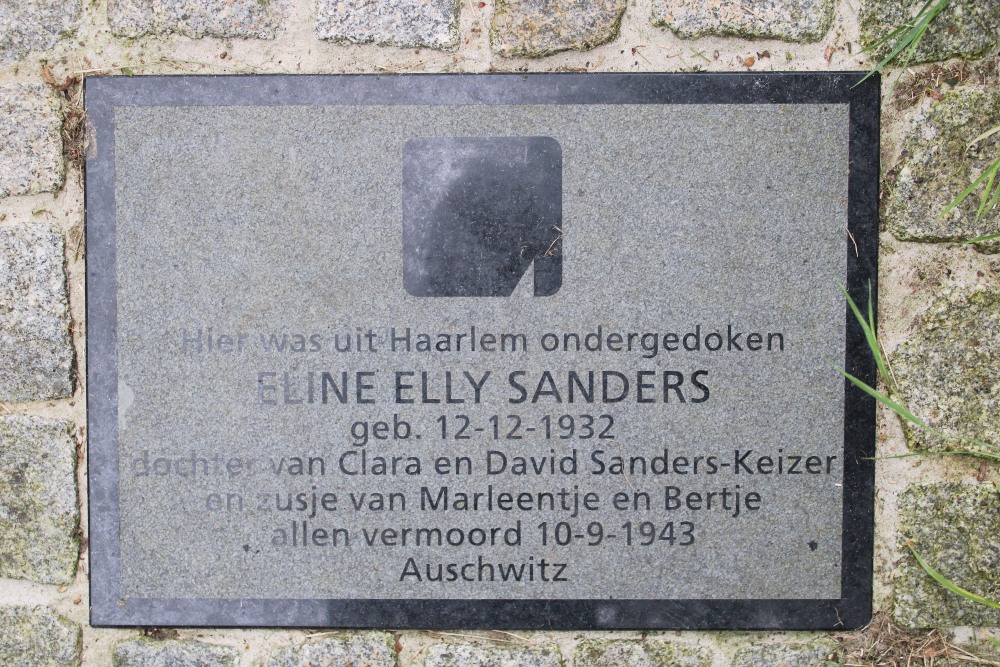 Hier was uit Haarlem ondergedoken
ELINE ELLY SANDERS
geb. 12-12-1932
dochter van Clara en David Sanders-Keizer
en zusje van Marleentje en Bertje
allen vermoord 10-9-1943
Auschwitz